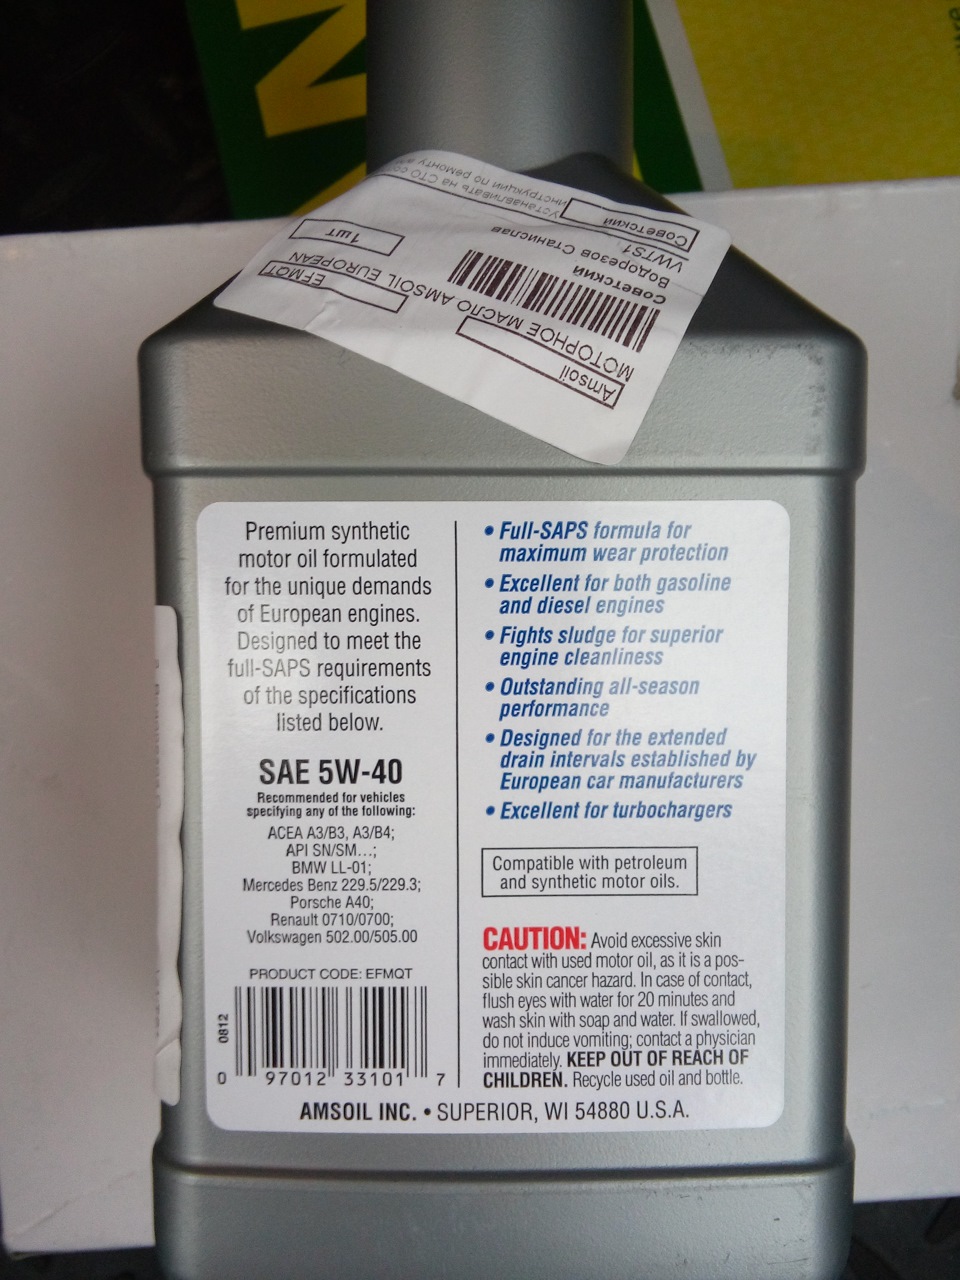 Устанавливать на СТО
инструкции по ремонту
Советский
VWTS1
Водорезов Станислав
Советский
1 шт
EFMQT
МОТОРНОЕ МАСЛО AMSOIL EUROPEAN
Amsoil
Premium synthetic
motor oil formulated
for the unique demands
of European engines.
Designed to meet the
full-SAPS requirements
of the specifications
listed below.
SAE 5W-40
Recommended for vehicles
specifying any of the following:
ACEA A3/B3, A3/B4;
API SN/SM...;
BMW LL-01;
Mercedes Benz 229.5/229.3;
Porsche A40;
Renault 0710/0700;
Volkswagen 502.00/505.00
PRODUCT CODE: EFMQT
0812
0 97012 33101 7
• Full-SAPS formula for
maximum wear protection
• Excellent for both gasoline
and diesel engines
• Fights sludge for superior
engine cleanliness
• Outstanding all-season
performance
• Designed for the extended
drain intervals established by
European car manufacturers
• Excellent for turbochargers
Compatible with petroleum
and synthetic motor oils.
CAUTION: Avoid excessive skin
contact with used motor oil, as it is a pos-
sible skin cancer hazard. In case of contact,
flush eyes with water for 20 minutes and
wash skin with soap and water. If swallowed,
do not induce vomiting; contact a physician
immediately. KEEP OUT OF REACH OF
CHILDREN. Recycle used oil and bottle.
AMSOIL INC. • SUPERIOR, WI 54880 U.S.A.